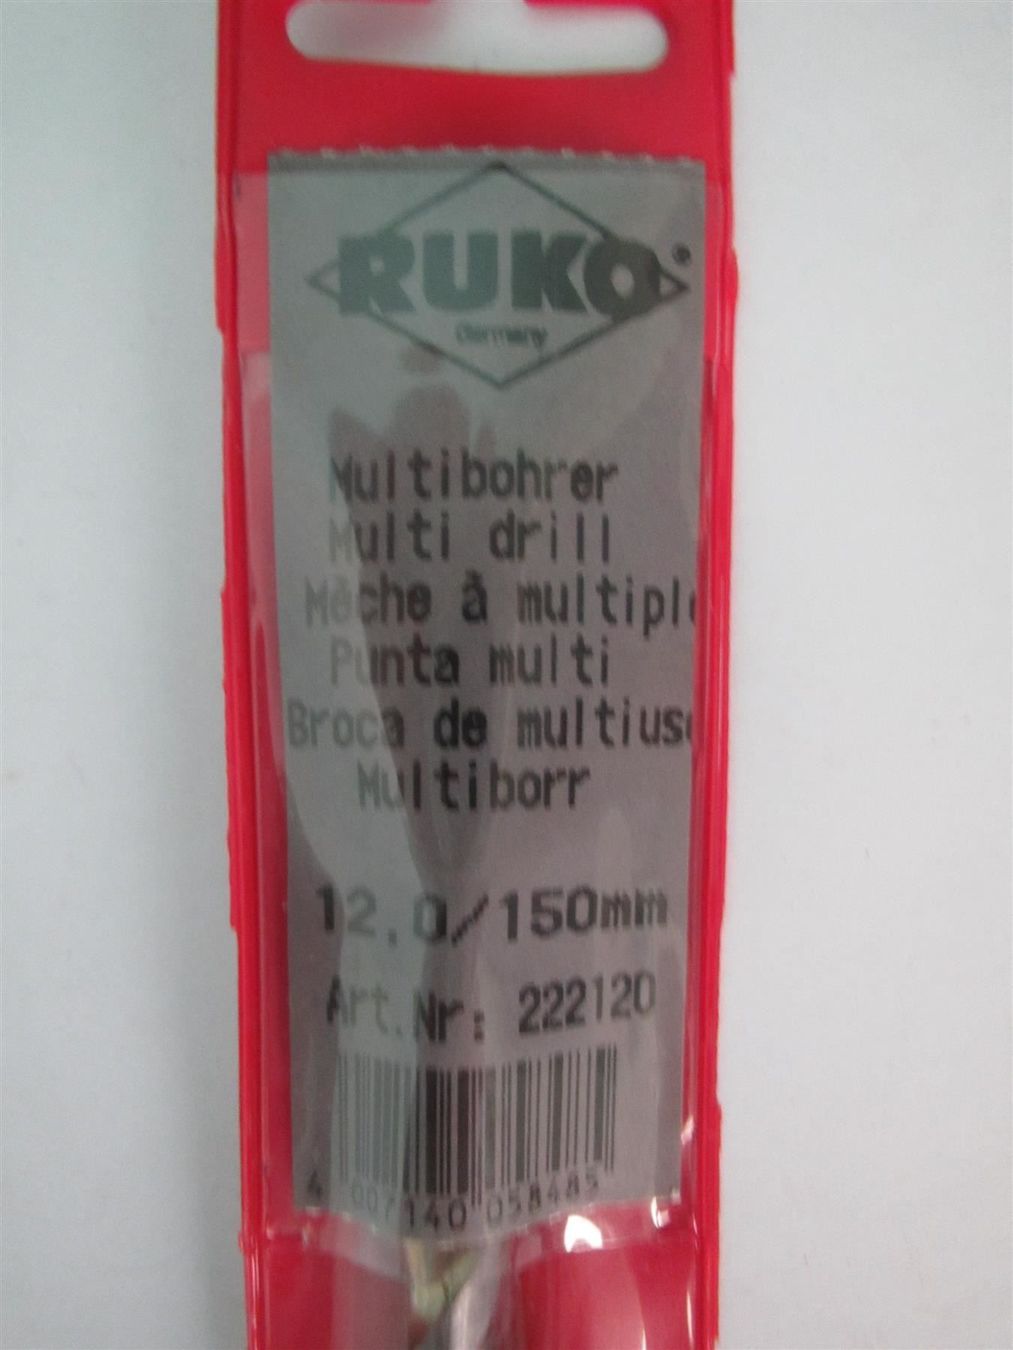 RUKO
Germany
Multibohrer
Multi drill
Mèche à multiple
Punta multi
Broca de multiuso
Multiborr
12.0/150mm
Art.Nr: 222120
4 007140 058485